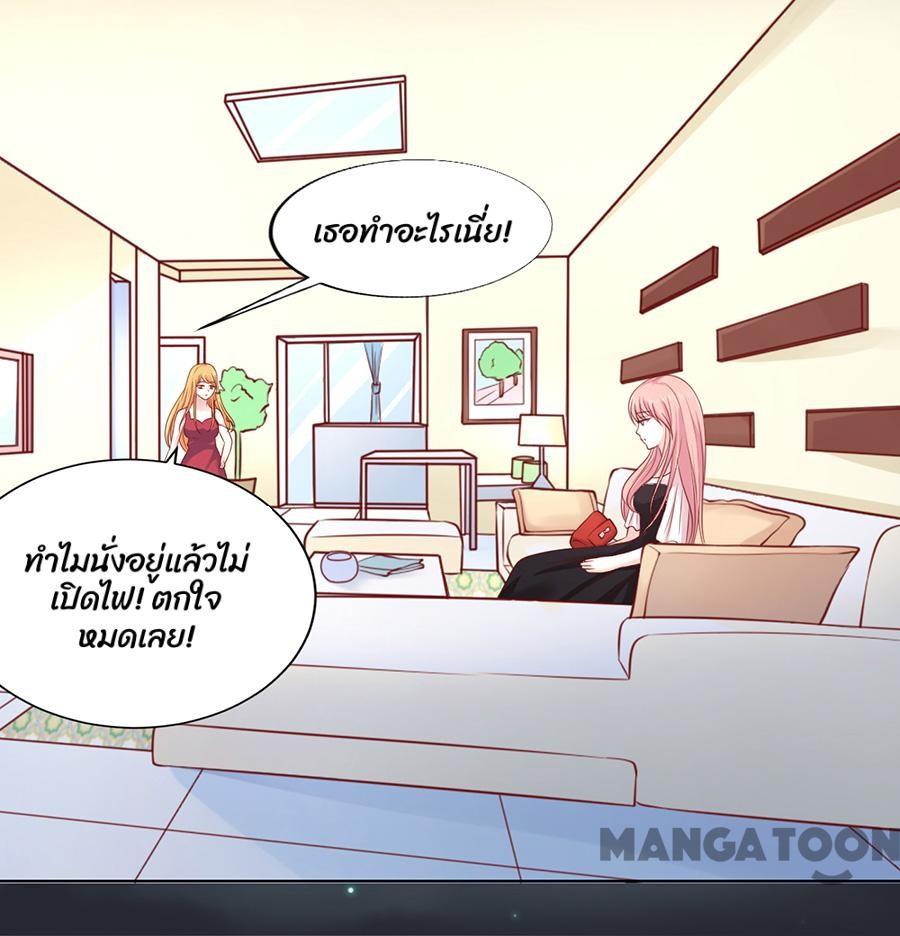 เธอทำอะไรเนี่ย!
ทำไมนั่งอยู่แล้วไม่
เปิดไฟ! ตกใจ
หมดเลย!
MANGA TOON